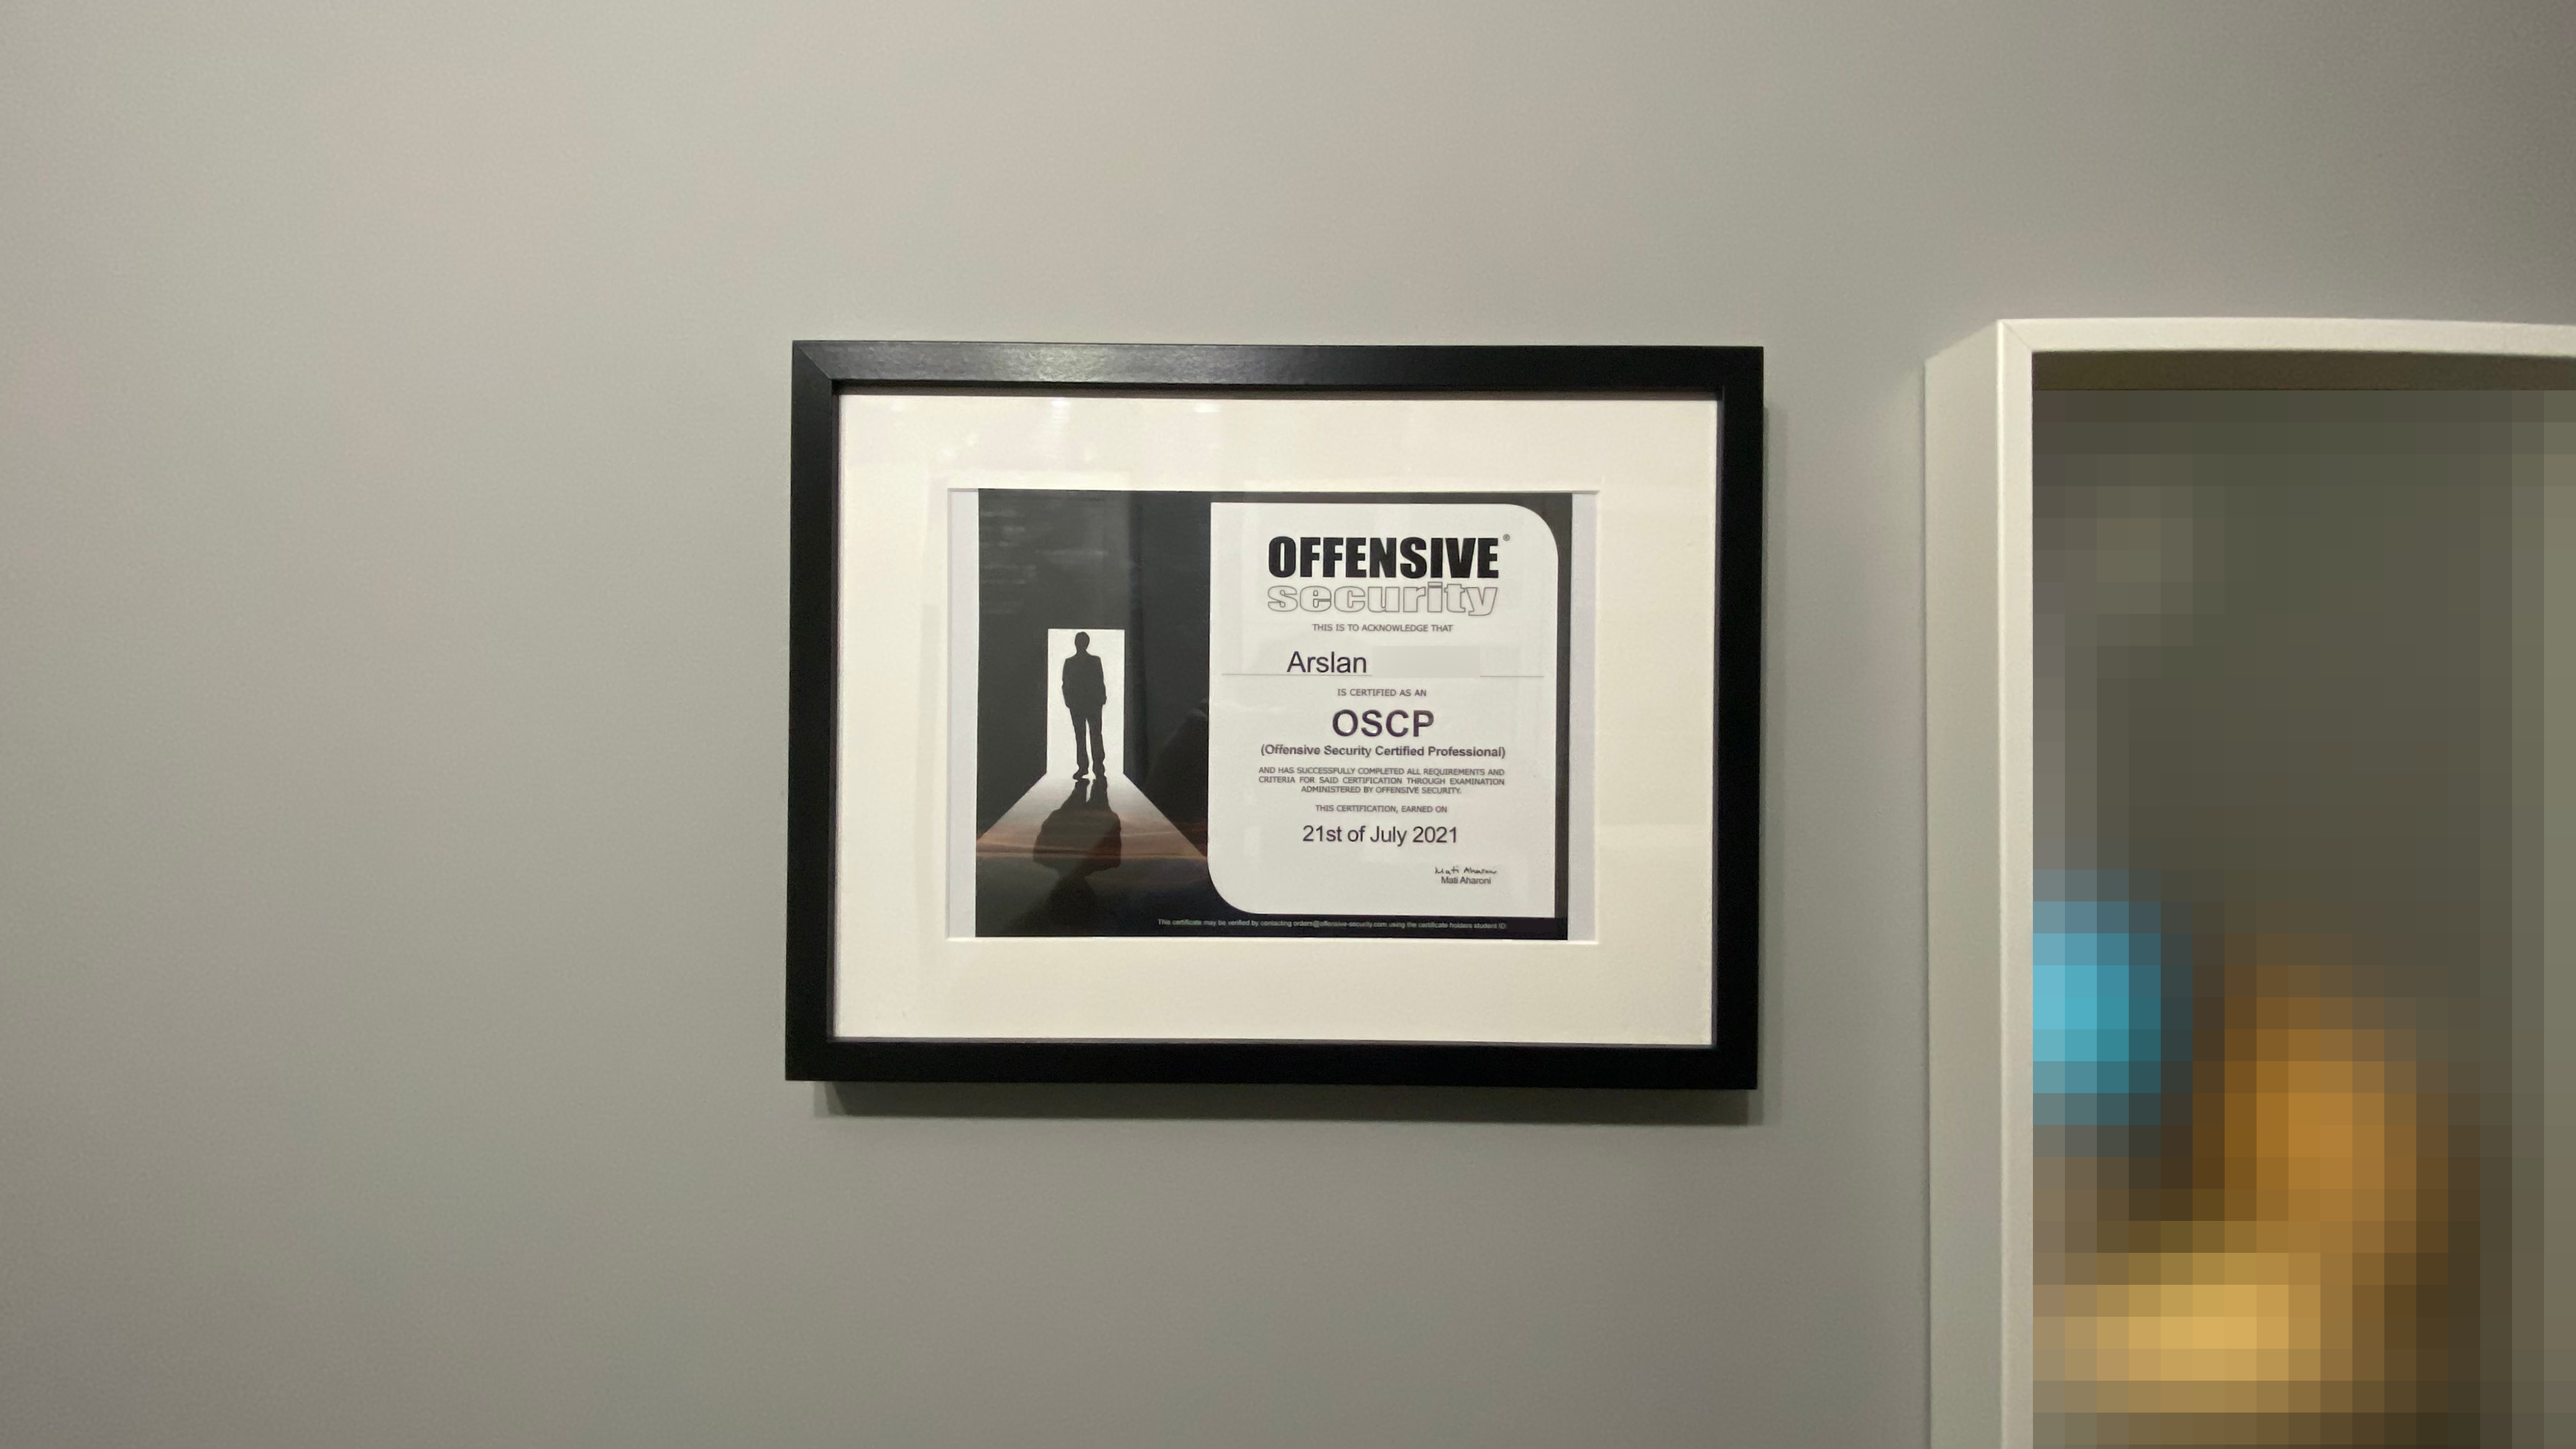 OFFENSIVE®
security
THIS IS TO ACKNOWLEDGE THAT
Arslan
IS CERTIFIED AS AN
OSCP
(Offensive Security Certified Professional)
AND HAS SUCCESSFULLY COMPLETED ALL REQUIREMENTS AND
CRITERIA FOR SAID CERTIFICATION THROUGH EXAMINATION
ADMINISTERED BY OFFENSIVE SECURITY.
THIS CERTIFICATION, EARNED ON
21st of July 2021
Mati Aharoni
Mati Aharoni
This certificate may be verified by contacting orders@offensive-security.com using the certificate holders student ID: